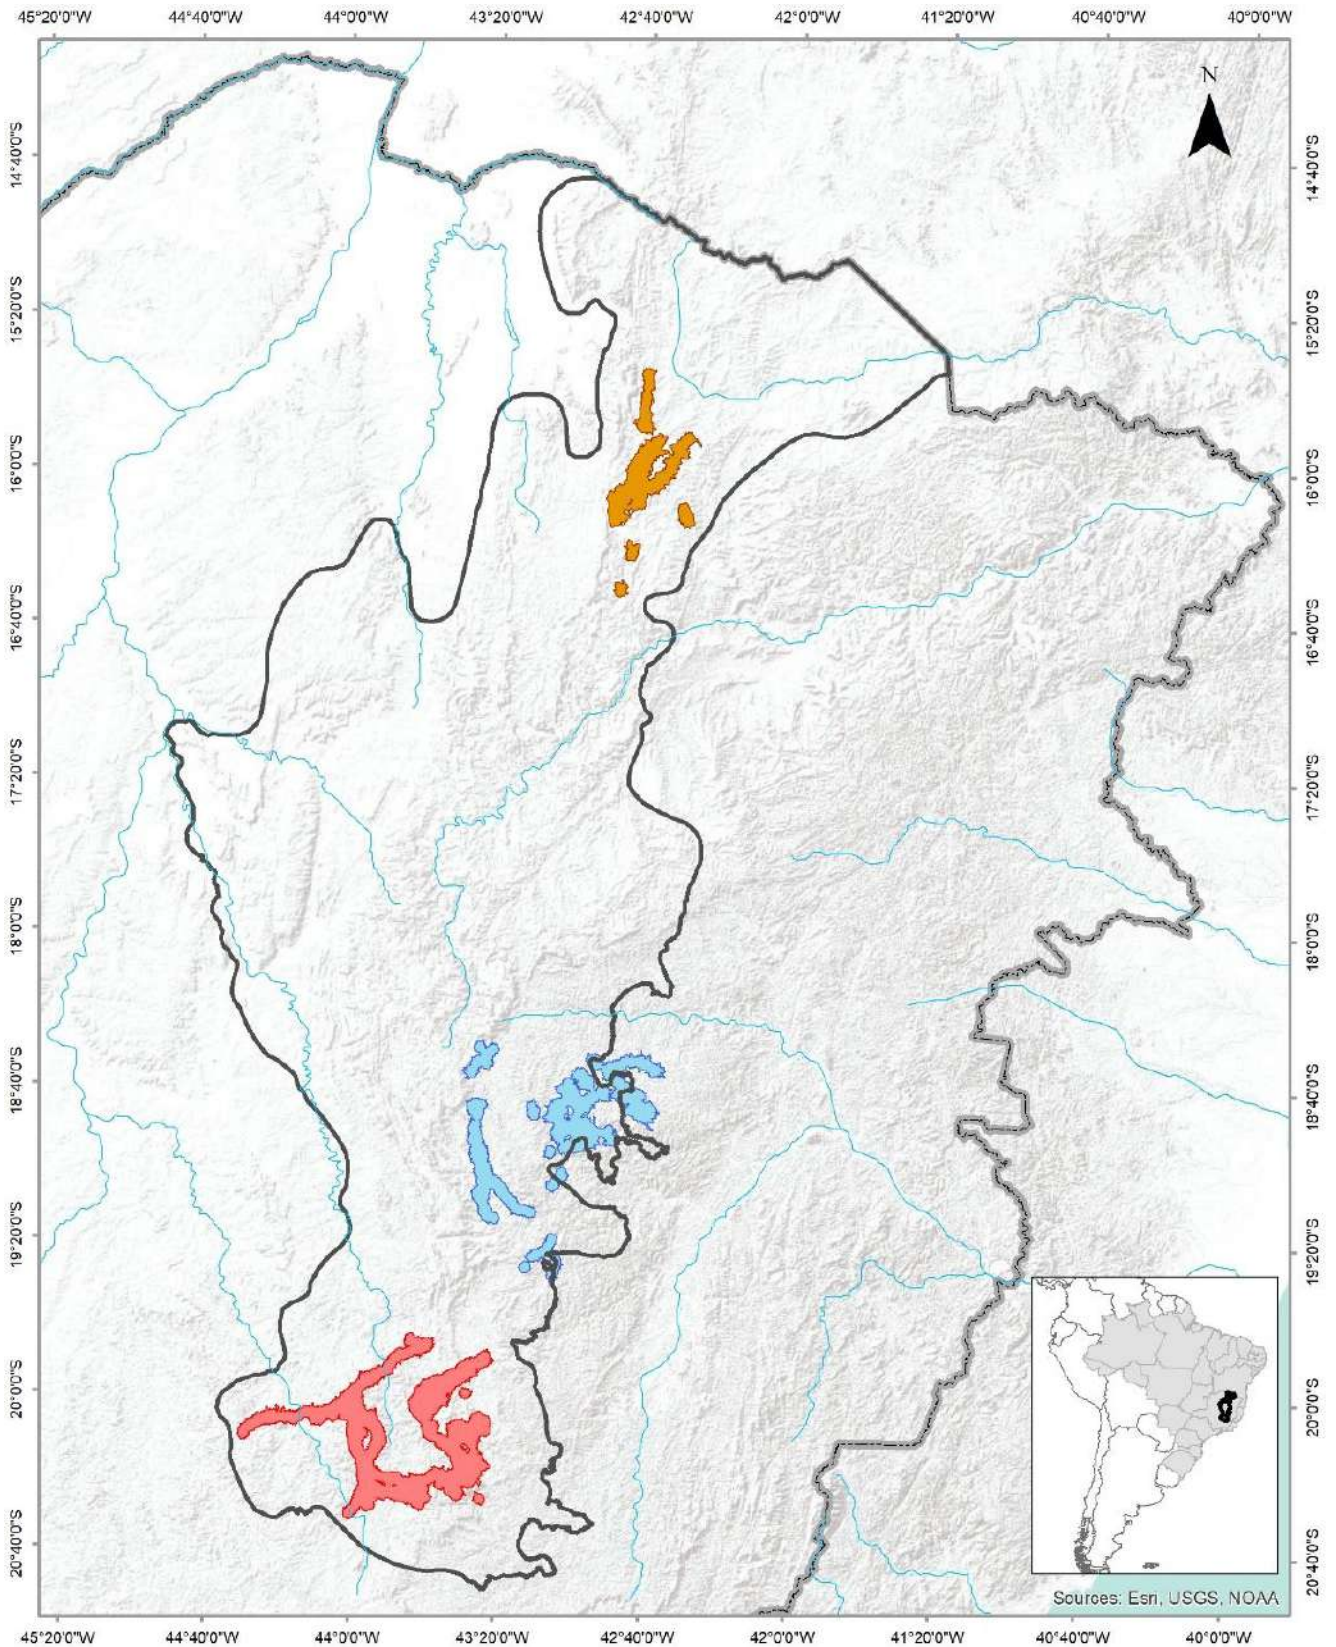 45°20'0"W 44°40'0"W 44°0'0"W 43°20'0"W 42°40'0"W 42°0'0"W 41°20'0"W 40°40'0"W 40°0'0"W
N
14°40'0"S 14°40'0"S
15°20'0"S 15°20'0"S
16°0'0"S 16°0'0"S
16°40'0"S 16°40'0"S
17°20'0"S 17°20'0"S
18°0'0"S 18°0'0"S
18°40'0"S 18°40'0"S
19°20'0"S 19°20'0"S
20°0'0"S 20°0'0"S
20°40'0"S 20°40'0"S
Sources: Esri, USGS, NOAA
45°20'0"W 44°40'0"W 44°0'0"W 43°20'0"W 42°40'0"W 42°0'0"W 41°20'0"W 40°40'0"W 40°0'0"W